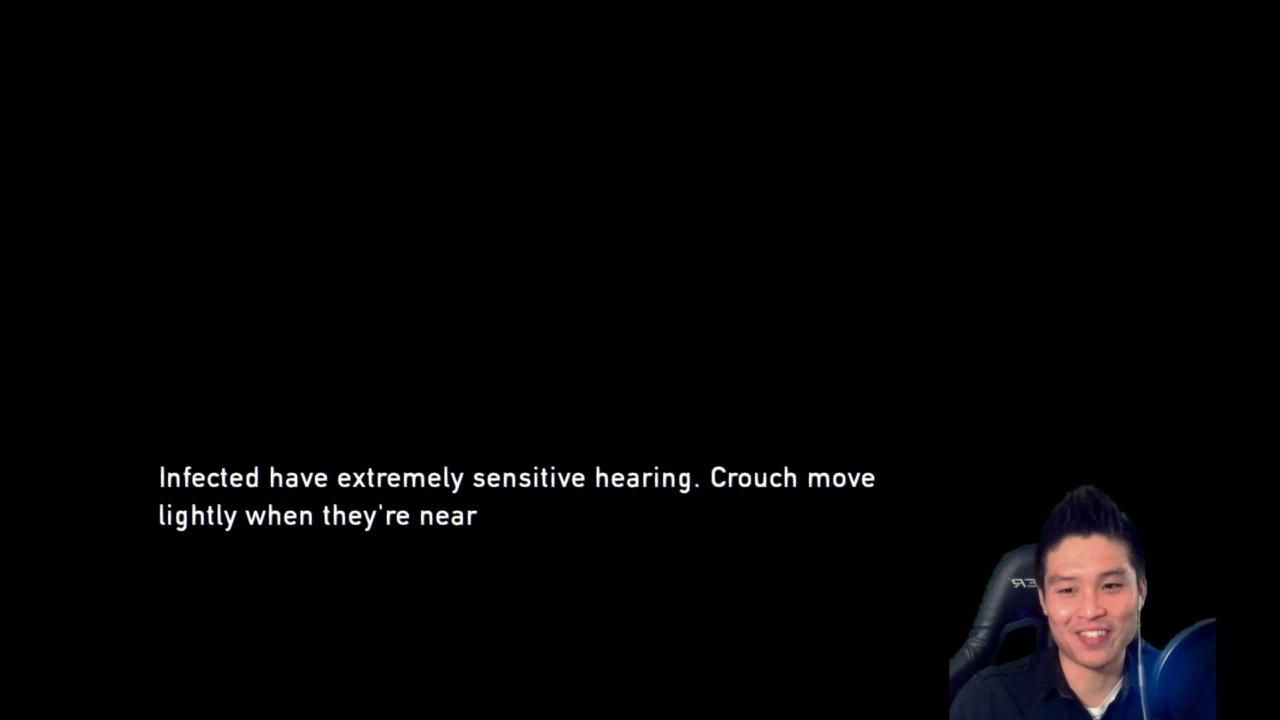 Infected have extremely sensitive hearing. Crouch move
lightly when they're near